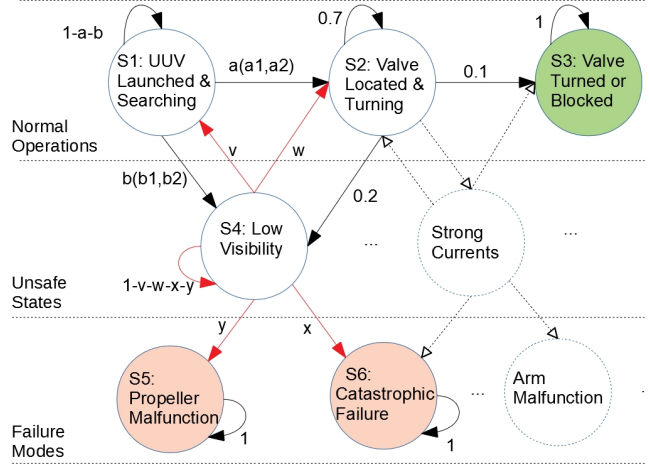 0.7
1
1-a-b
S1: UUV
Launched &
Searching
a(a1,a2)
S2: Valve
Located &
Turning
0.1
S3: Valve
Turned or
Blocked
Normal
Operations
v
w
b(b1,b2)
0.2
S4: Low
Visibility
Strong
Currents
...
...
1-v-w-x-y
Unsafe
States
y
x
S5:
Propeller
Malfunction
1
S6:
Catastrophic
Failure
1
...
Arm
Malfunction
.
Failure
Modes